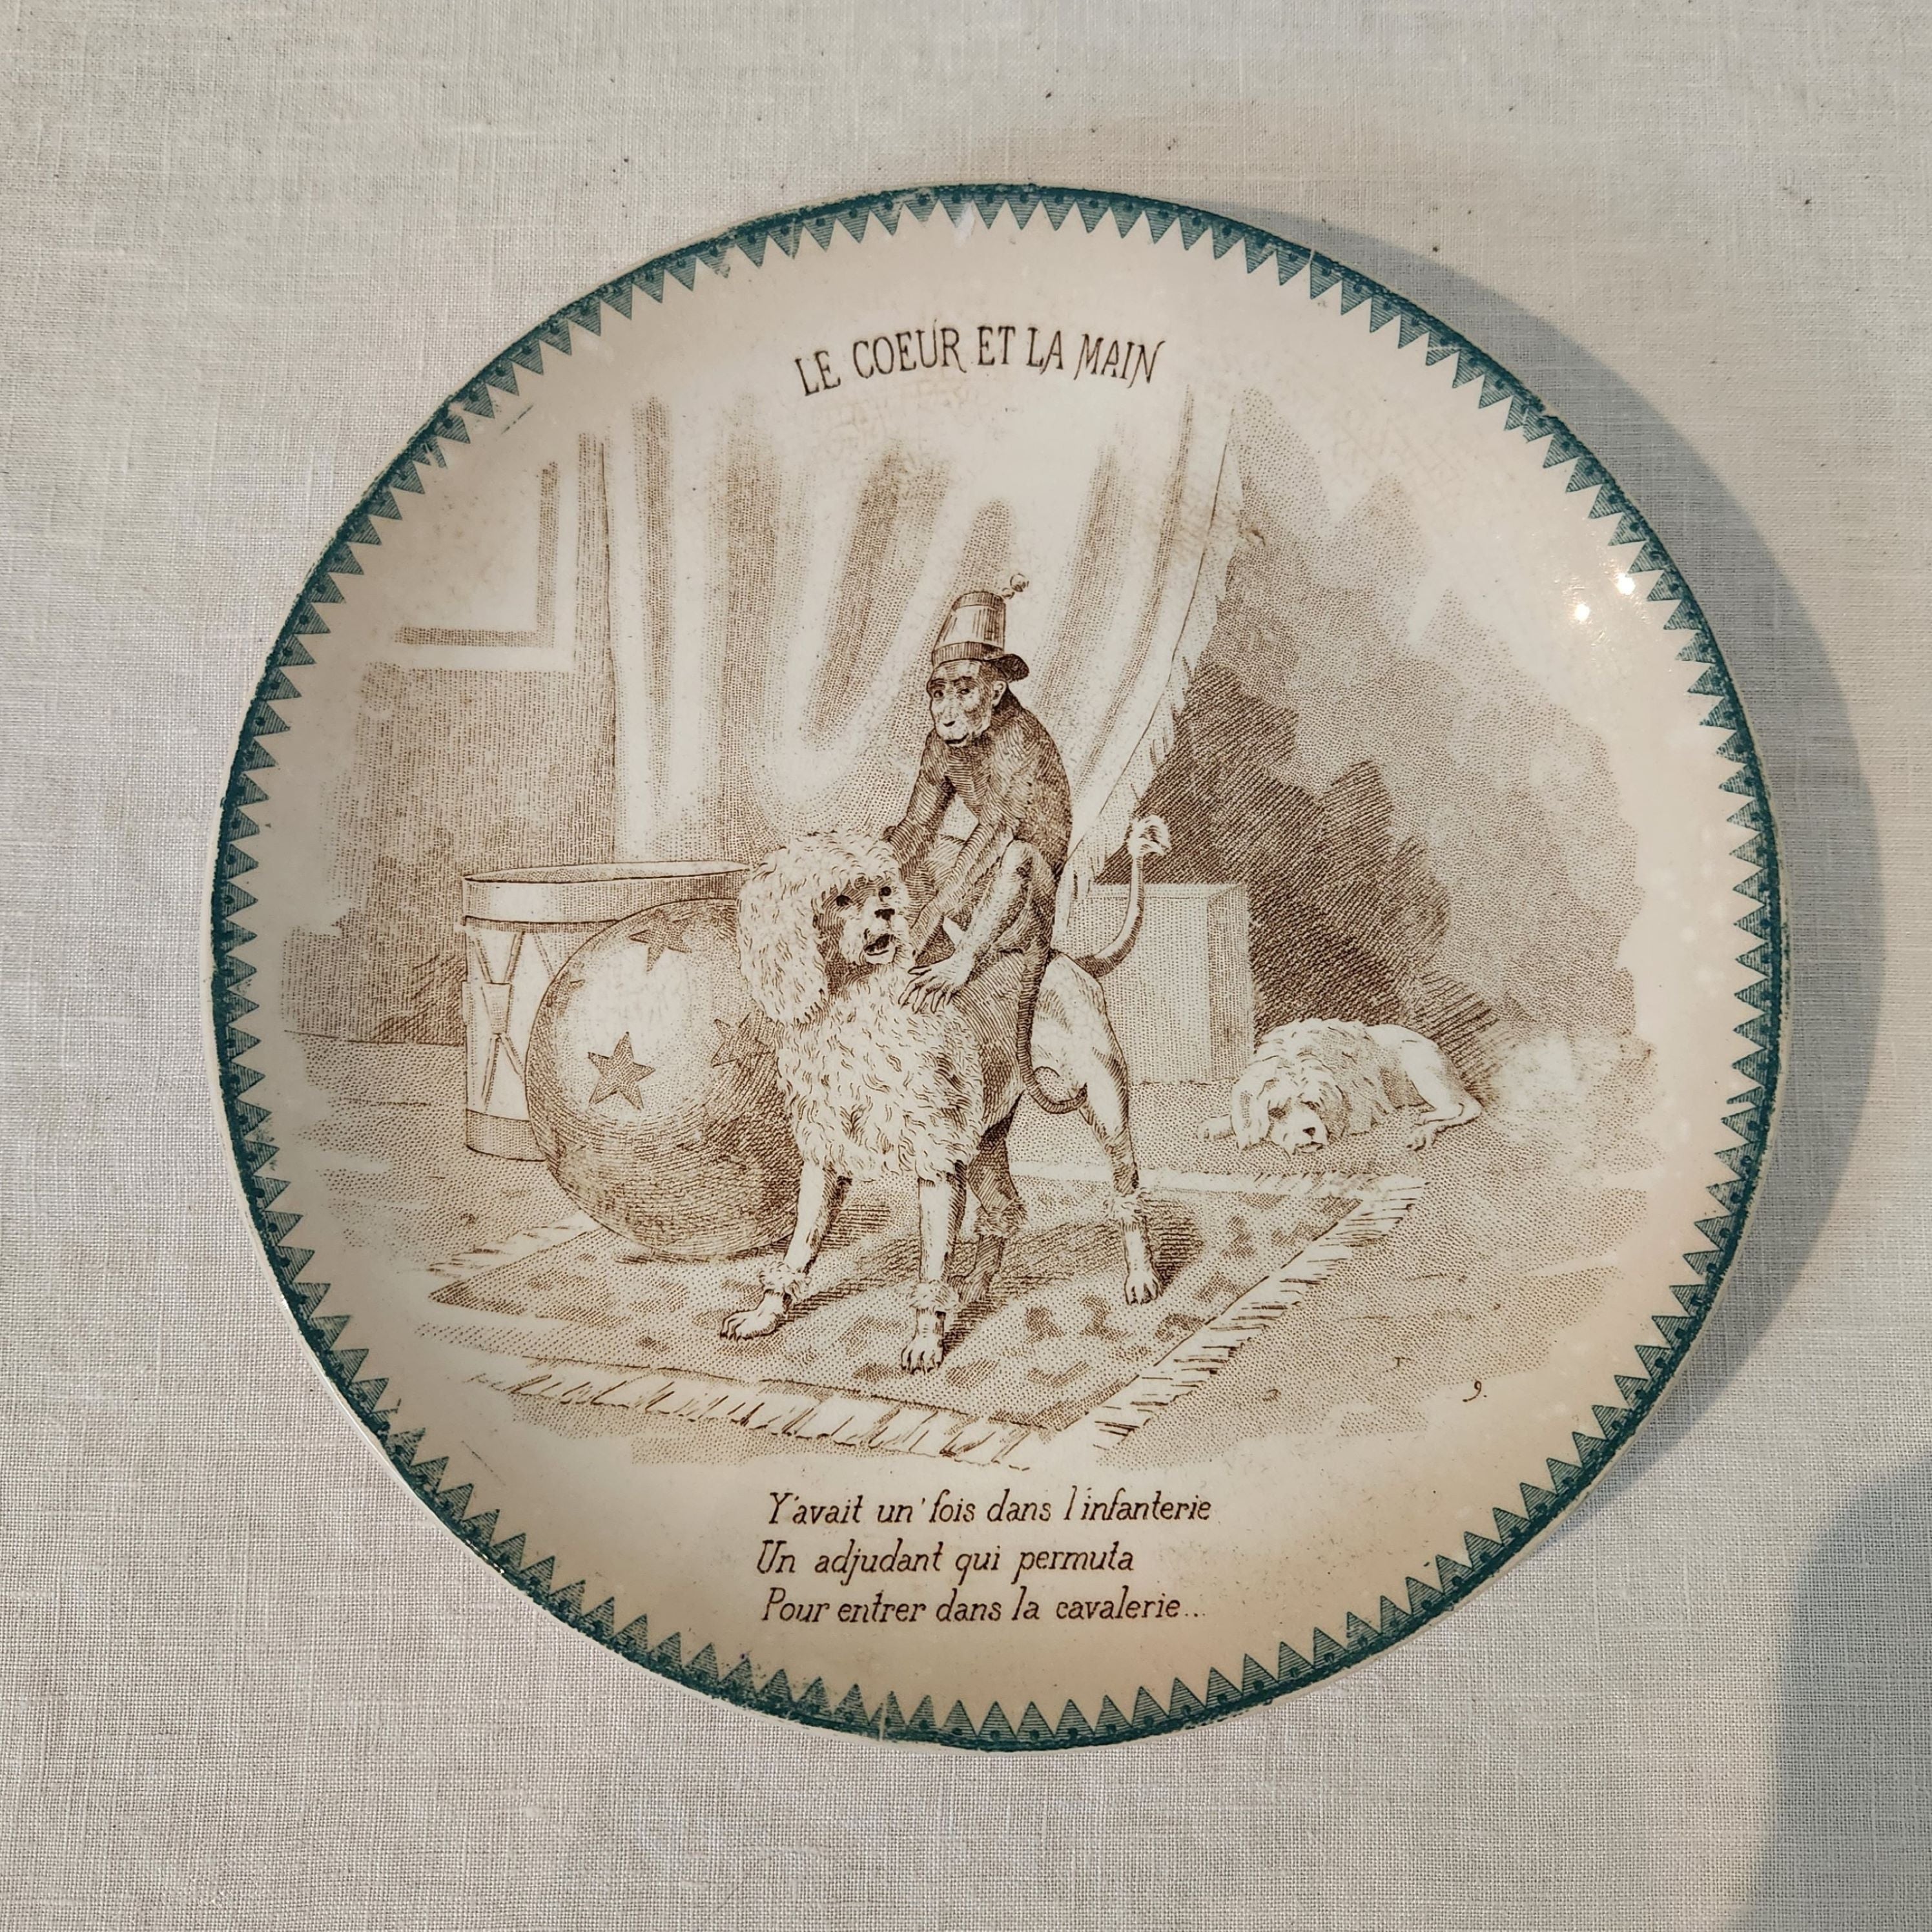 LE COEUR ET LA MAIN
9.
Y'avait un' fois dans l'infanterie
Un adjudant qui permuta
Pour entrer dans la cavalerie...